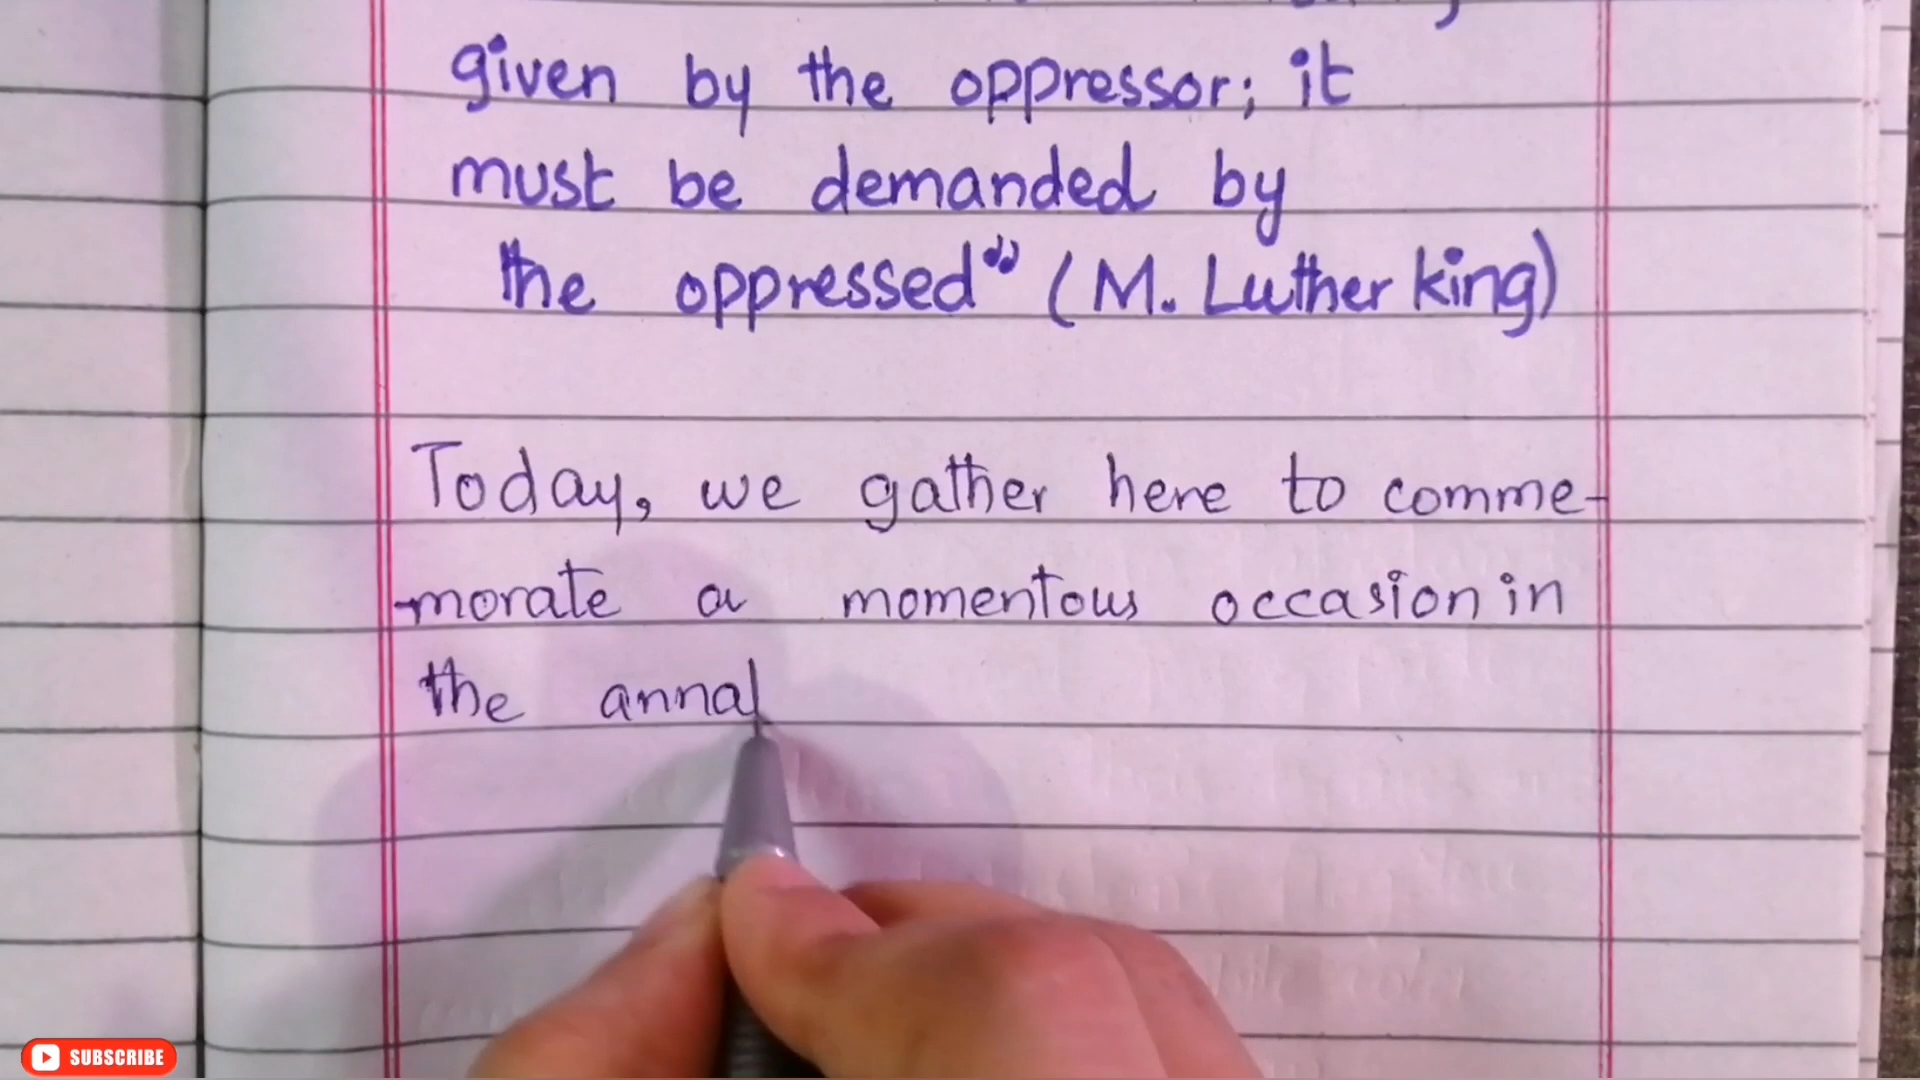 given by the oppressor; it
must be demanded by
the oppressed" (M. Luther king)
Today, we gather here to comme-
-morate a momentous occasion in
the annal
SUBSCRIBE